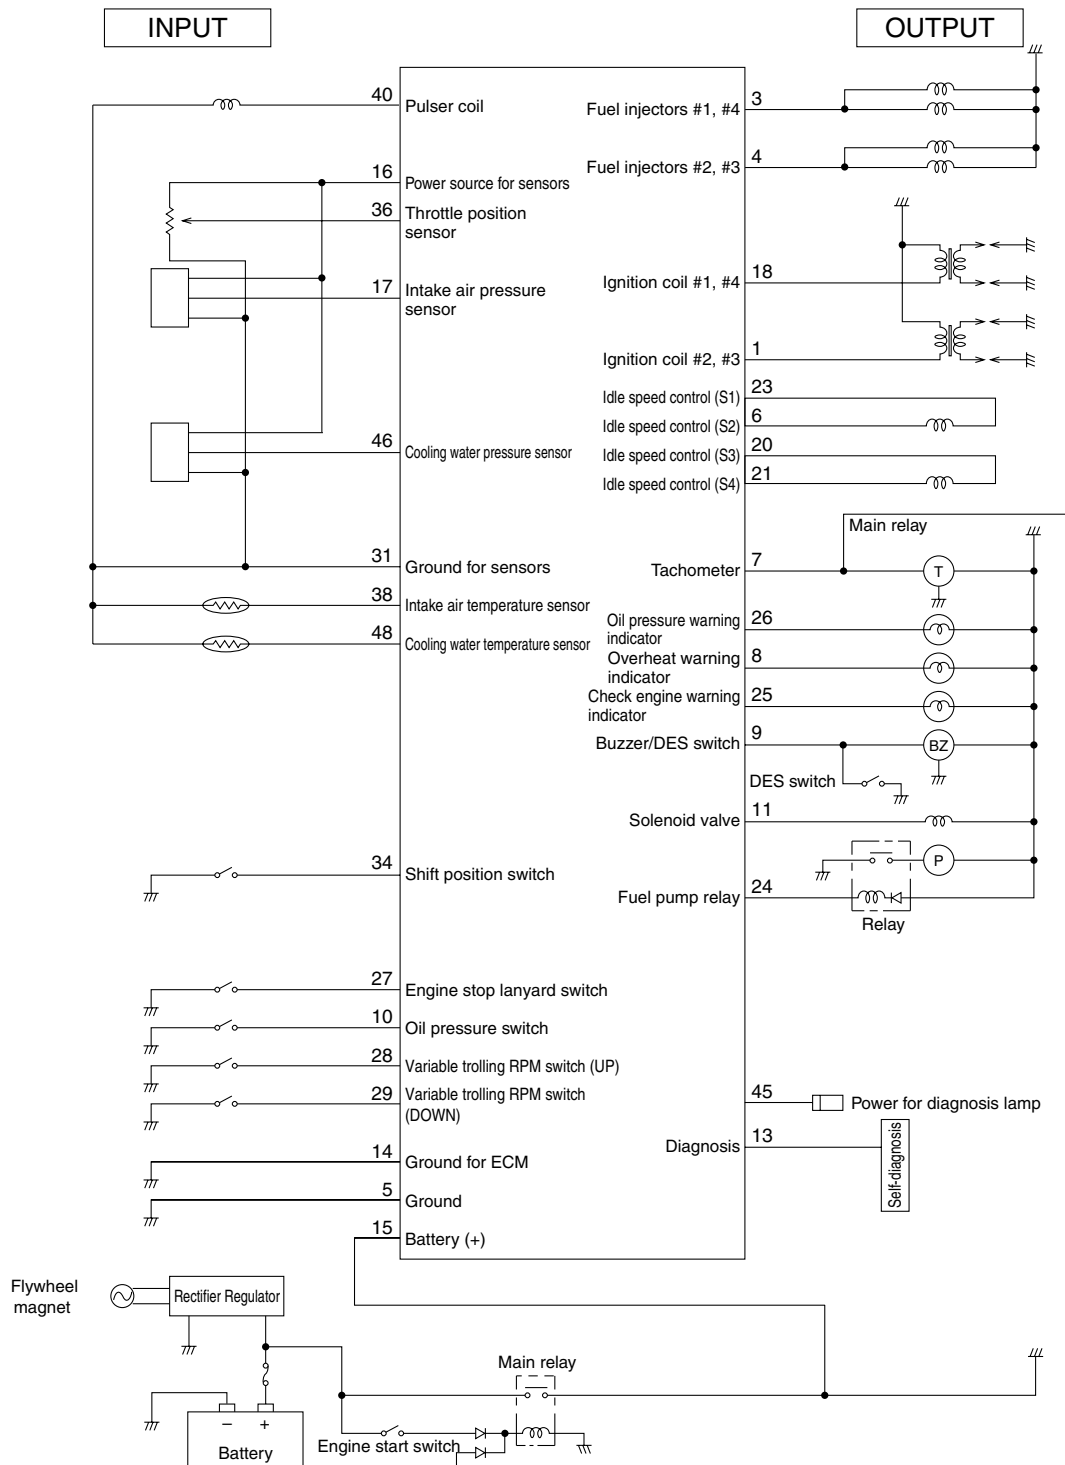 INPUT
OUTPUT
40
Pulser coil
16
Power source for sensors
36
Throttle position
sensor
17
Intake air pressure
sensor
46
Cooling water pressure sensor
31
Ground for sensors
38
Intake air temperature sensor
48
Cooling water temperature sensor
34
Shift position switch
27
Engine stop lanyard switch
10
Oil pressure switch
28
Variable trolling RPM switch (UP)
29
Variable trolling RPM switch
(DOWN)
14
Ground for ECM
5
Ground
15
Battery (+)
Fuel injectors #1, #4
3
Fuel injectors #2, #3
4
Ignition coil #1, #4
18
Ignition coil #2, #3
1
Idle speed control (S1)
23
Idle speed control (S2)
6
Idle speed control (S3)
20
Idle speed control (S4)
21
Main relay
Tachometer
7
T
Oil pressure warning
indicator
26
Overheat warning
indicator
8
Check engine warning
indicator
25
Buzzer/DES switch
9
BZ
DES switch
Solenoid valve
11
P
Fuel pump relay
24
Relay
45
Power for diagnosis lamp
Diagnosis
13
Self-diagnosis
Flywheel
magnet
Rectifier Regulator
Main relay
− +
Battery
Engine start switch